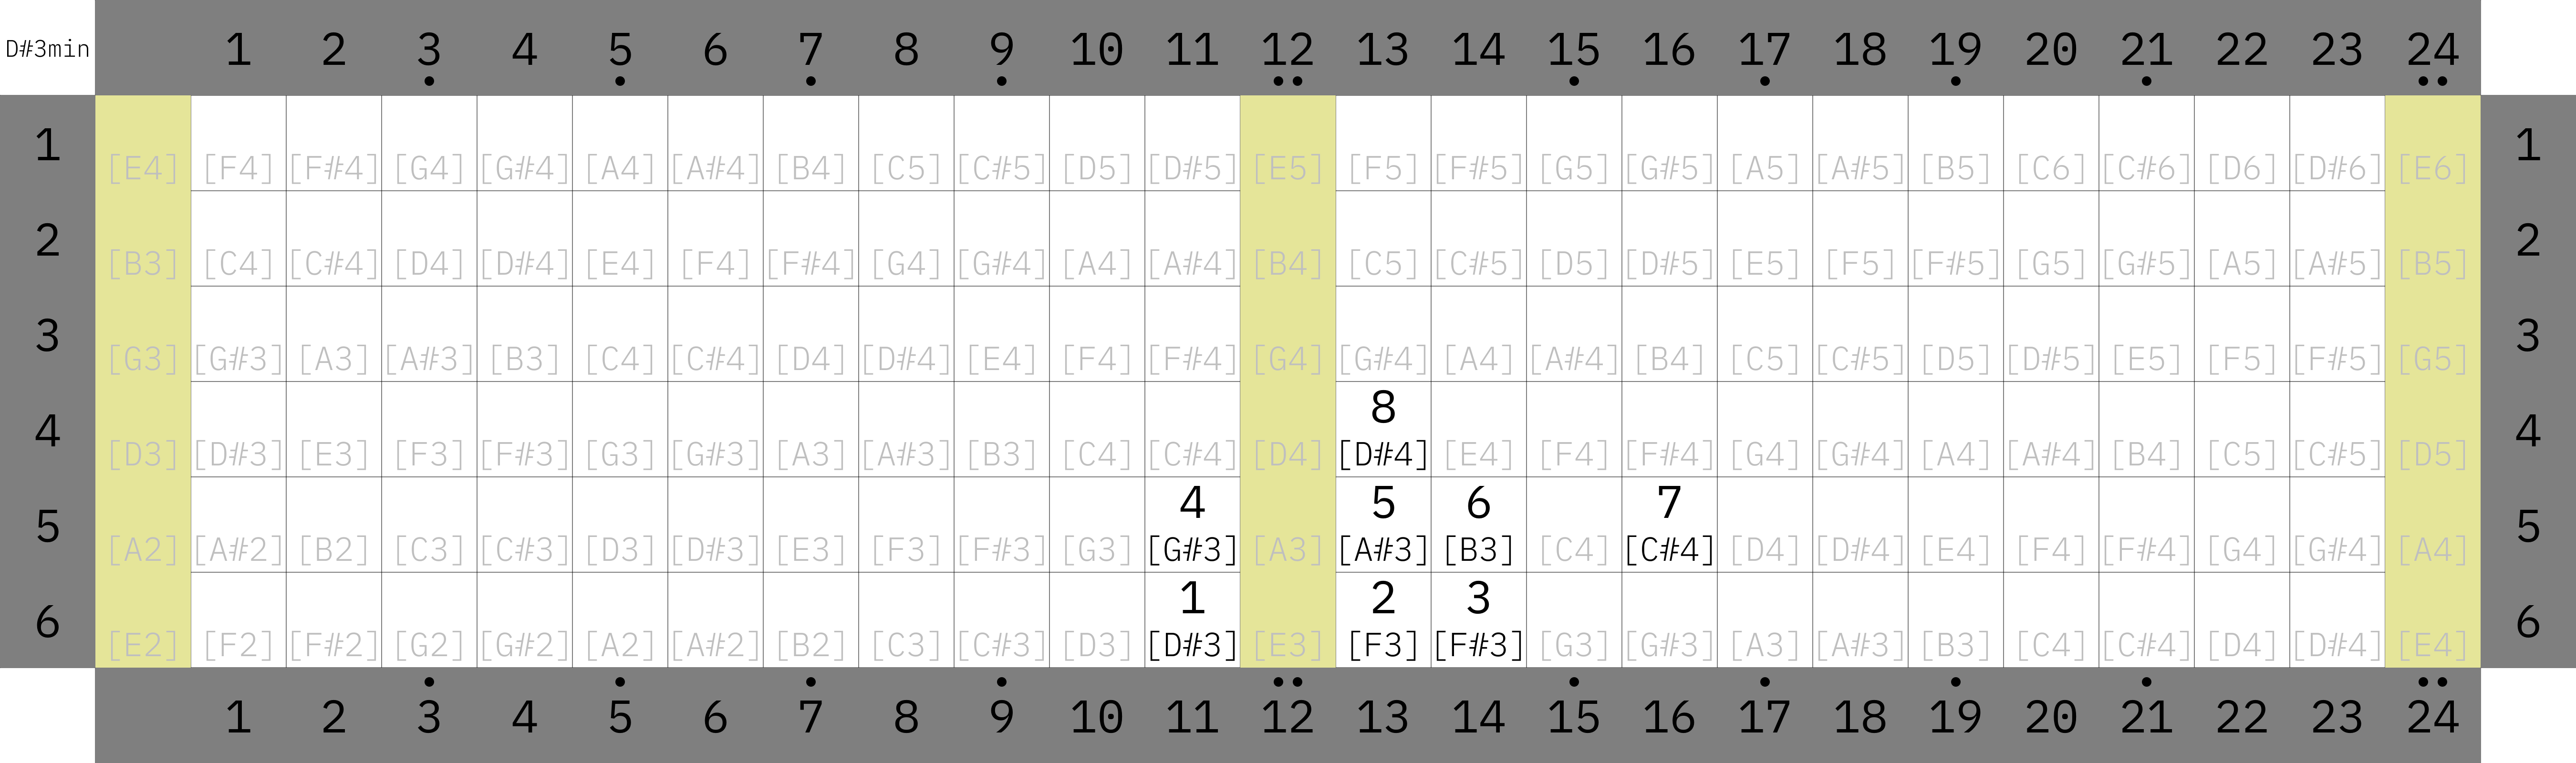 D#3min 1 2 3 4 5 6 7 8 9 10 11 12 13 14 15 16 17 18 19 20 21 22 23 24
1 [E4] [F4] [F#4] [G4] [G#4] [A4] [A#4] [B4] [C5] [C#5] [D5] [D#5] [E5] [F5] [F#5] [G5] [G#5] [A5] [A#5] [B5] [C6] [C#6] [D6] [D#6] [E6] 1
2 [B3] [C4] [C#4] [D4] [D#4] [E4] [F4] [F#4] [G4] [G#4] [A4] [A#4] [B4] [C5] [C#5] [D5] [D#5] [E5] [F5] [F#5] [G5] [G#5] [A5] [A#5] [B5] 2
3 [G3] [G#3] [A3] [A#3] [B3] [C4] [C#4] [D4] [D#4] [E4] [F4] [F#4] [G4] [G#4] [A4] [A#4] [B4] [C5] [C#5] [D5] [D#5] [E5] [F5] [F#5] [G5] 3
8
4 [D3] [D#3] [E3] [F3] [F#3] [G3] [G#3] [A3] [A#3] [B3] [C4] [C#4] [D4] [D#4] [E4] [F4] [F#4] [G4] [G#4] [A4] [A#4] [B4] [C5] [C#5] [D5] 4
4 5 6 7
5 [A2] [A#2] [B2] [C3] [C#3] [D3] [D#3] [E3] [F3] [F#3] [G3] [G#3] [A3] [A#3] [B3] [C4] [C#4] [D4] [D#4] [E4] [F4] [F#4] [G4] [G#4] [A4] 5
1 2 3
6 [E2] [F2] [F#2] [G2] [G#2] [A2] [A#2] [B2] [C3] [C#3] [D3] [D#3] [E3] [F3] [F#3] [G3] [G#3] [A3] [A#3] [B3] [C4] [C#4] [D4] [D#4] [E4] 6
1 2 3 4 5 6 7 8 9 10 11 12 13 14 15 16 17 18 19 20 21 22 23 24